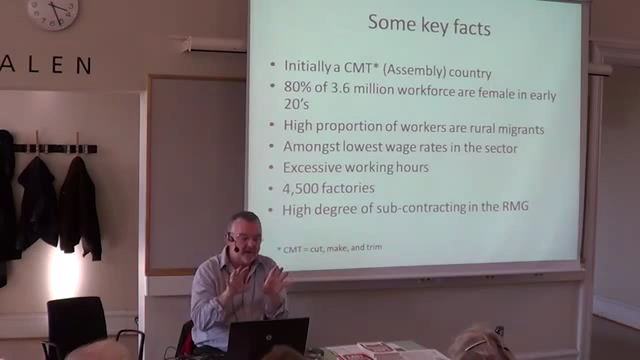 ALEN
Some key facts
• Initially a CMT* (Assembly) country
• 80% of 3.6 million workforce are female in early
20's
• High proportion of workers are rural migrants
• Amongst lowest wage rates in the sector
• Excessive working hours
• 4,500 factories
• High degree of sub-contracting in the RMG
* CMT = cut, make, and trim